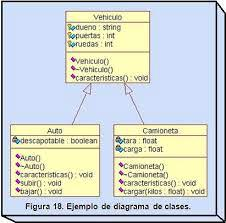 Vehiculo
dueno : string
puertas : int
ruedas : int
Vehiculo()
~Vehiculo()
caracteristicas() : void
Auto
descapotable : boolean
Auto()
~Auto()
caracteristicas() : void
subir() : void
bajar() : void
Camioneta
tara : float
carga : float
Camioneta()
~Camioneta()
caracteristicas() : void
cargar(kilos : float) : void
Figura 18. Ejemplo de diagrama de clases.